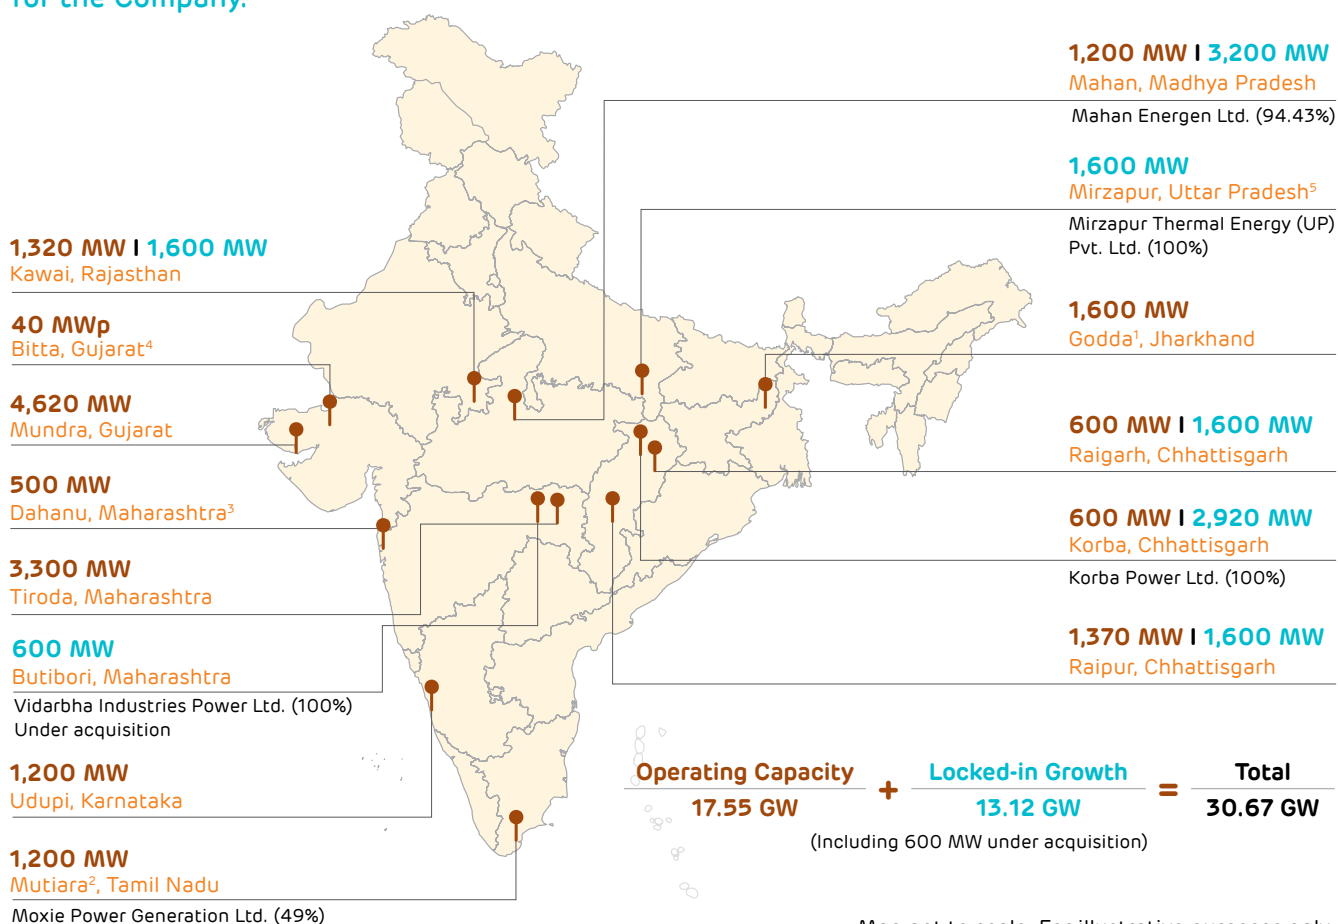 for the Company.
1,320 MW I 1,600 MW
Kawai, Rajasthan
40 MWp
Bitta, Gujarat⁴
4,620 MW
Mundra, Gujarat
500 MW
Dahanu, Maharashtra³
3,300 MW
Tiroda, Maharashtra
600 MW
Butibori, Maharashtra
Vidarbha Industries Power Ltd. (100%)
Under acquisition
1,200 MW
Udupi, Karnataka
1,200 MW
Mutiara², Tamil Nadu
Moxie Power Generation Ltd. (49%)
1,200 MW I 3,200 MW
Mahan, Madhya Pradesh
Mahan Energen Ltd. (94.43%)
1,600 MW
Mirzapur, Uttar Pradesh⁵
Mirzapur Thermal Energy (UP)
Pvt. Ltd. (100%)
1,600 MW
Godda¹, Jharkhand
600 MW I 1,600 MW
Raigarh, Chhattisgarh
600 MW I 2,920 MW
Korba, Chhattisgarh
Korba Power Ltd. (100%)
1,370 MW I 1,600 MW
Raipur, Chhattisgarh
Operating Capacity + Locked-in Growth = Total
17.55 GW 13.12 GW 30.67 GW
(Including 600 MW under acquisition)